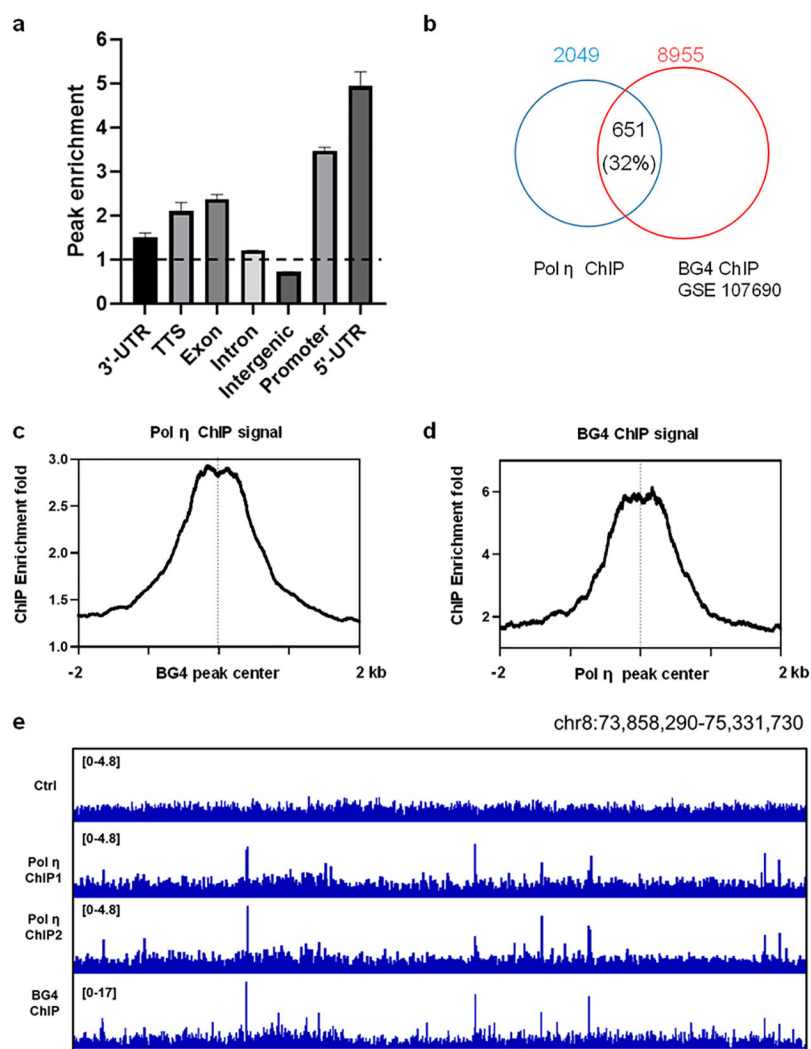 a
Peak enrichment
6
5
4
3
2
1
0
3'-UTR
TTS
Exon
Intron
Intergenic
Promoter
5'-UTR
b
2049
8955
651
(32%)
Pol η ChIP
BG4 ChIP
GSE 107690
c
Pol η ChIP signal
ChIP Enrichment fold
3.0
2.5
2.0
1.5
1.0
-2
BG4 peak center
2 kb
d
BG4 ChIP signal
ChIP Enrichment fold
6
4
2
-2
Pol η peak center
2 kb
e
chr8:73,858,290-75,331,730
Ctrl
[0-4.8]
Pol η
ChIP1
[0-4.8]
Pol η
ChIP2
[0-4.8]
BG4
ChIP
[0-17]